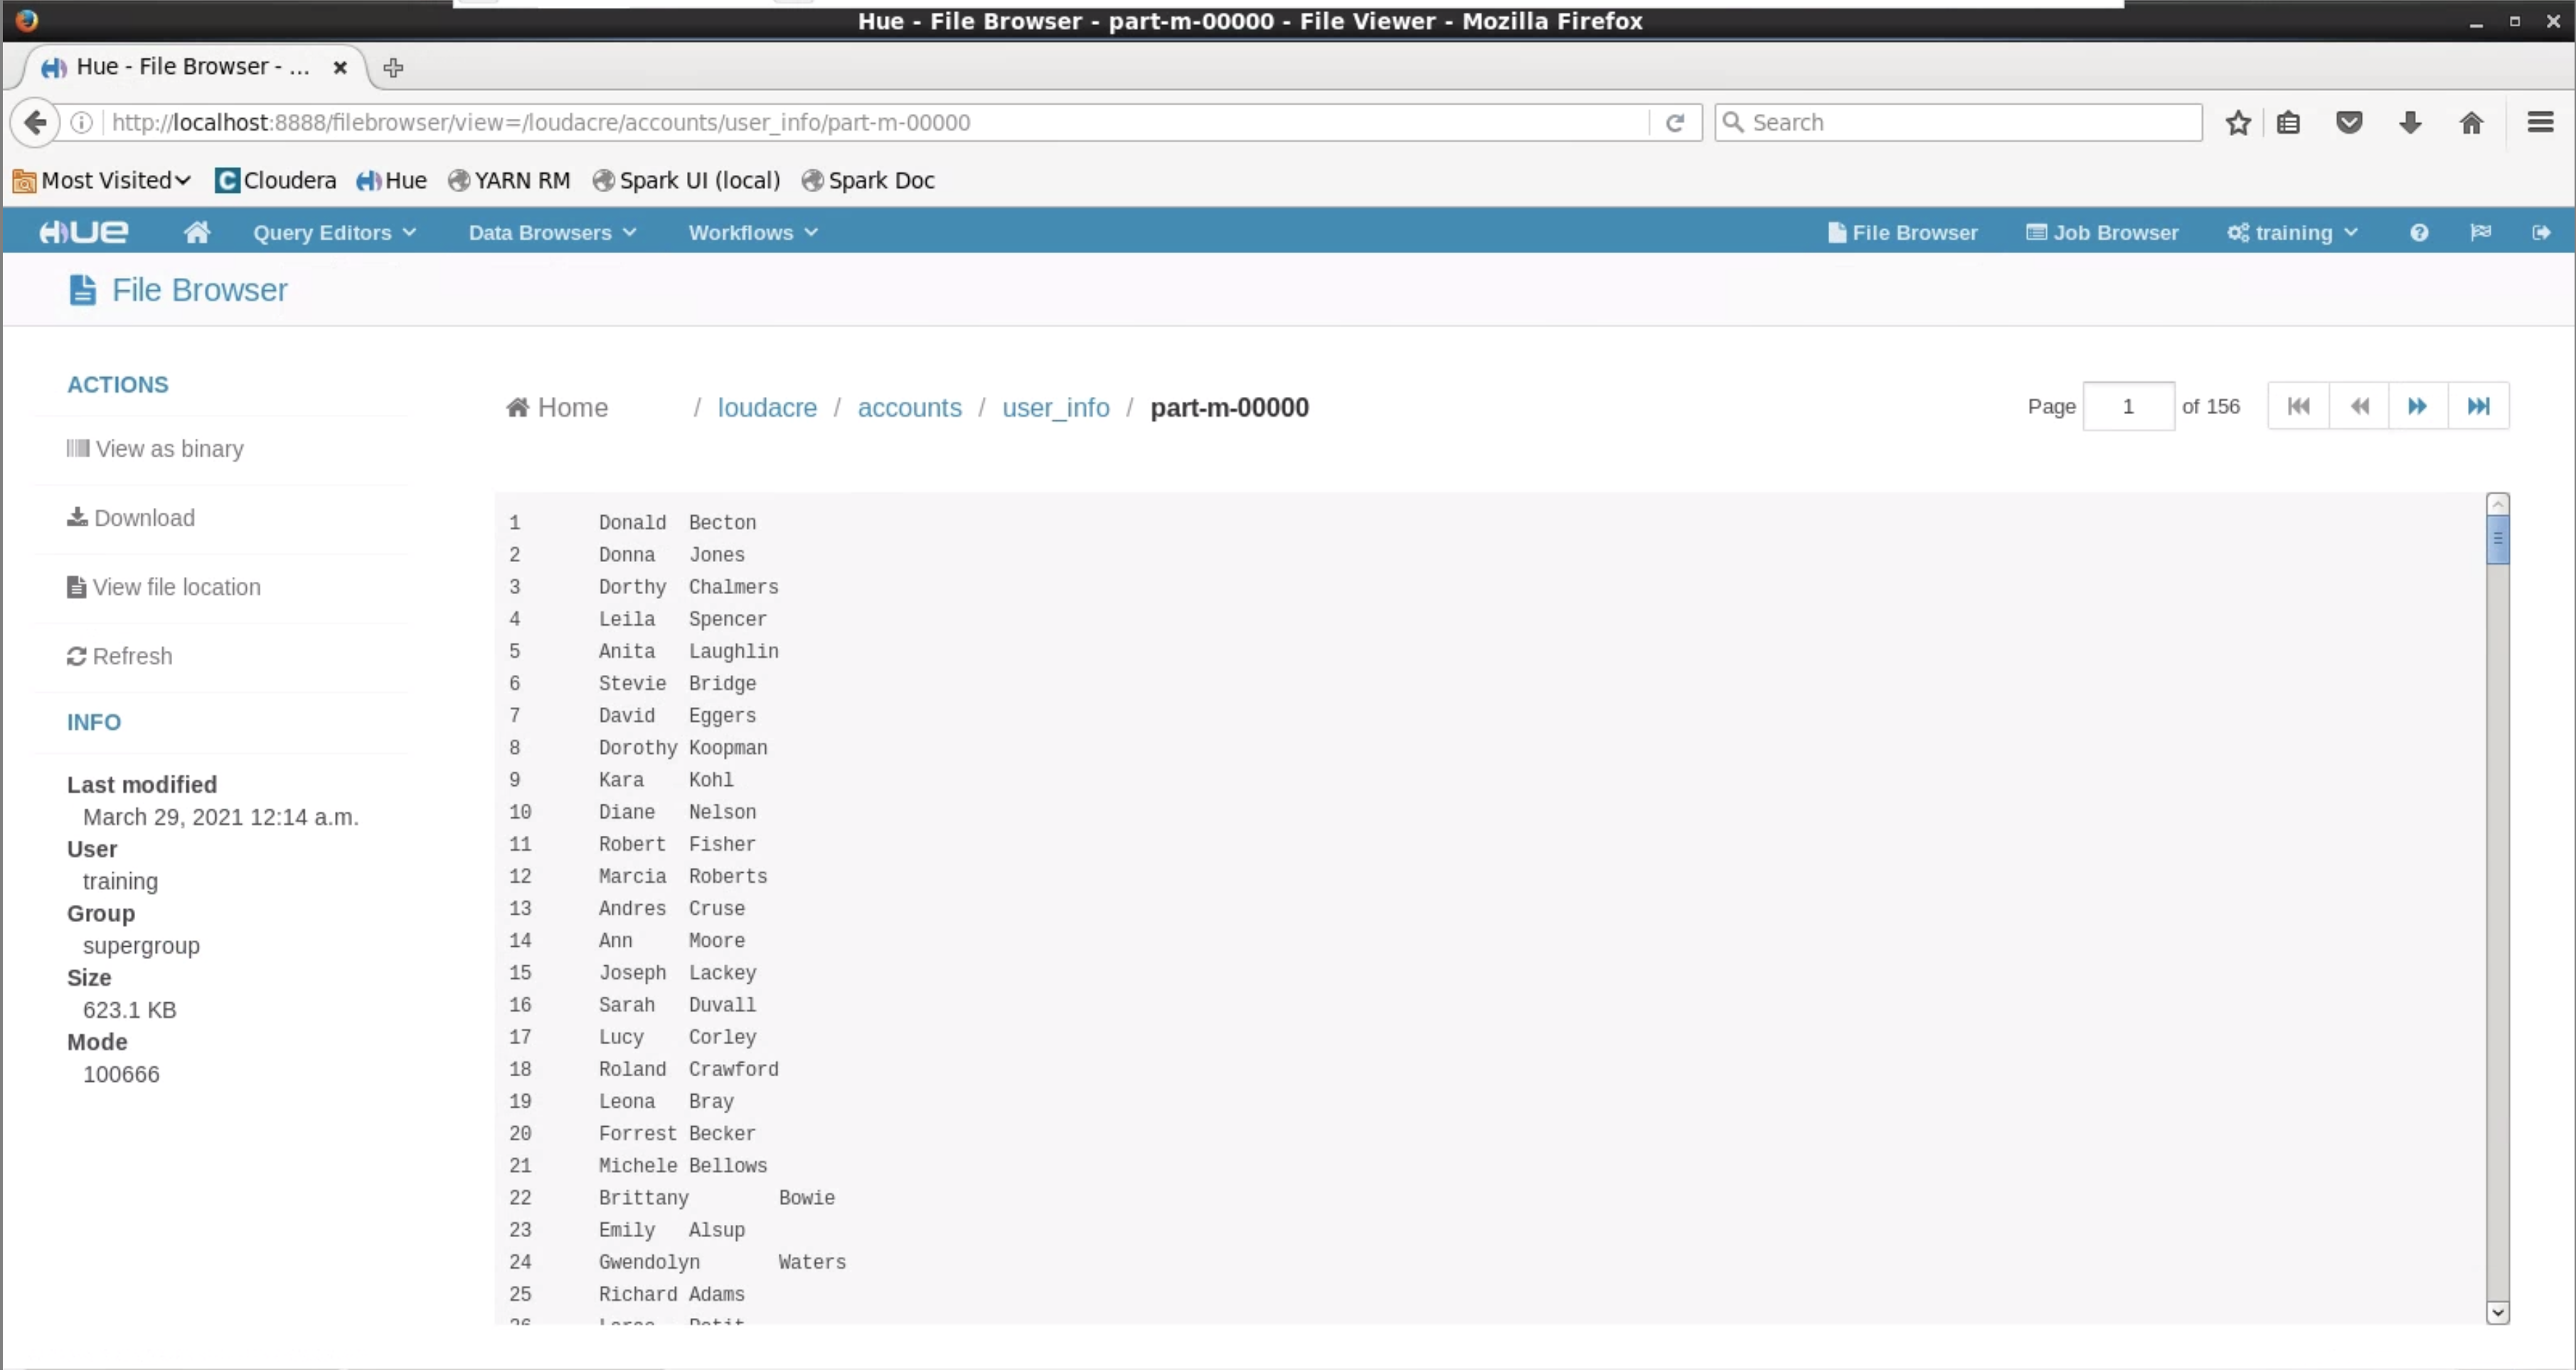 Hue - File Browser - part-m-00000 - File Viewer - Mozilla Firefox
Hue - File Browser - ...
http://localhost:8888/filebrowser/view=/loudacre/accounts/user_info/part-m-00000
Search
Most Visited Cloudera Hue YARN RM Spark UI (local) Spark Doc
HUE Query Editors Data Browsers Workflows File Browser Job Browser training
File Browser
ACTIONS
View as binary
Download
View file location
Refresh
INFO
Last modified
March 29, 2021 12:14 a.m.
User
training
Group
supergroup
Size
623.1 KB
Mode
100666
Home / loudacre / accounts / user_info / part-m-00000
Page 1 of 156
1 Donald Becton
2 Donna Jones
3 Dorthy Chalmers
4 Leila Spencer
5 Anita Laughlin
6 Stevie Bridge
7 David Eggers
8 Dorothy Koopman
9 Kara Kohl
10 Diane Nelson
11 Robert Fisher
12 Marcia Roberts
13 Andres Cruse
14 Ann Moore
15 Joseph Lackey
16 Sarah Duvall
17 Lucy Corley
18 Roland Crawford
19 Leona Bray
20 Forrest Becker
21 Michele Bellows
22 Brittany Bowie
23 Emily Alsup
24 Gwendolyn Waters
25 Richard Adams